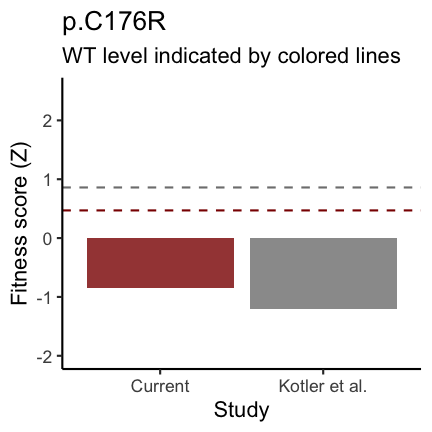 p.C176R
WT level indicated by colored lines
Fitness score (Z)
2
1
0
-1
-2
Current
Kotler et al.
Study